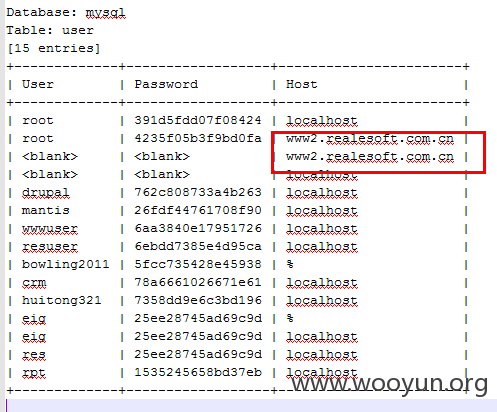 Database: mysql
Table: user
[15 entries]
+--------------+------------------+----------------------+
| User | Password | Host |
+--------------+------------------+----------------------+
| root | 391d5fdd07f08424 | localhost
| root | 4235f05b3f9bd0fa | www2.realesoft.com.cn
| <blank> | <blank> | www2.realesoft.com.cn
| <blank> | <blank> | localhost
| drupal | 762c808733a4b263 | localhost |
| mantis | 26fdf44761708f90 | localhost |
| wwwuser | 6aa3840e17951726 | localhost |
| resuser | 6ebdd7385e4d95ca | localhost |
| bowling2011 | 5fcc735428e45938 | % |
| crm | 78a6661026671e61 | localhost |
| huitong321 | 7358dd9e6c3bd196 | localhost |
| eig | 25ee28745ad69c9d | % |
| eig | 25ee28745ad69c9d | localhost |
| res | 25ee28745ad69c9d | localhost |
| rpt | 1535245658bd37eb | localhost |
+--------------+------------------+----------------------+
www.wooyun.org